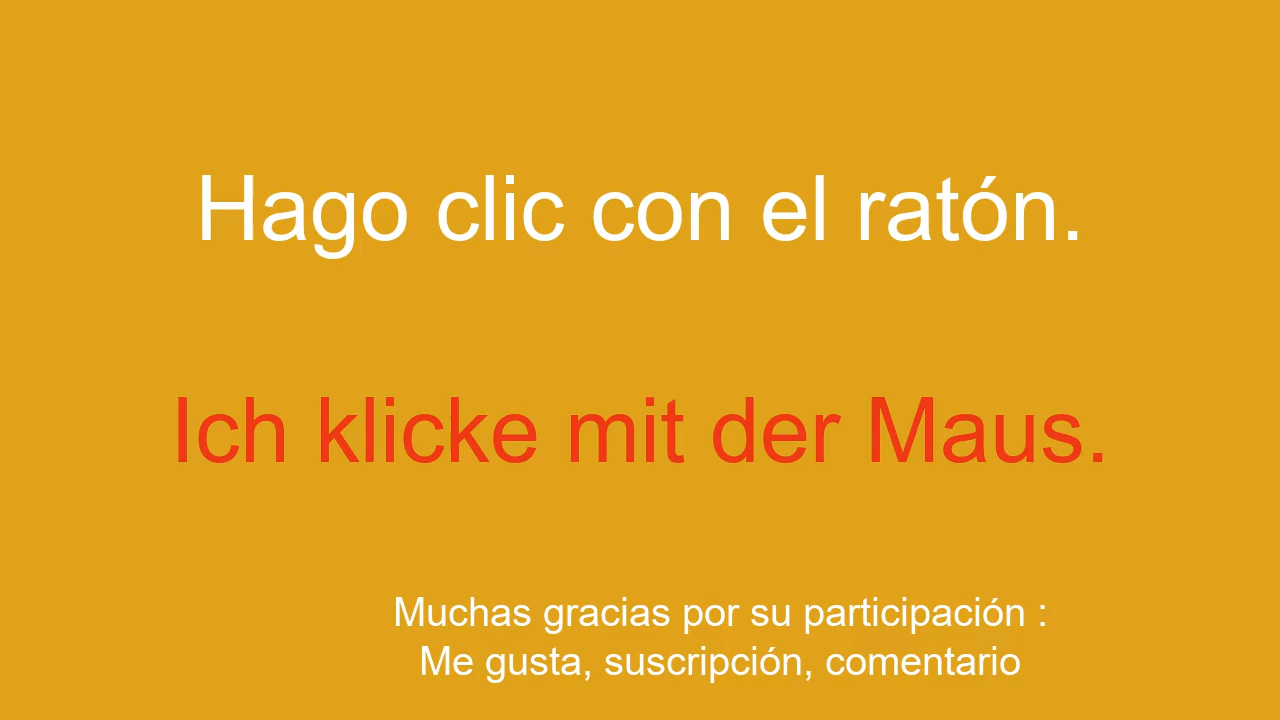 Hago clic con el ratón.
Ich klicke mit der Maus.
Muchas gracias por su participación :
Me gusta, suscripción, comentario